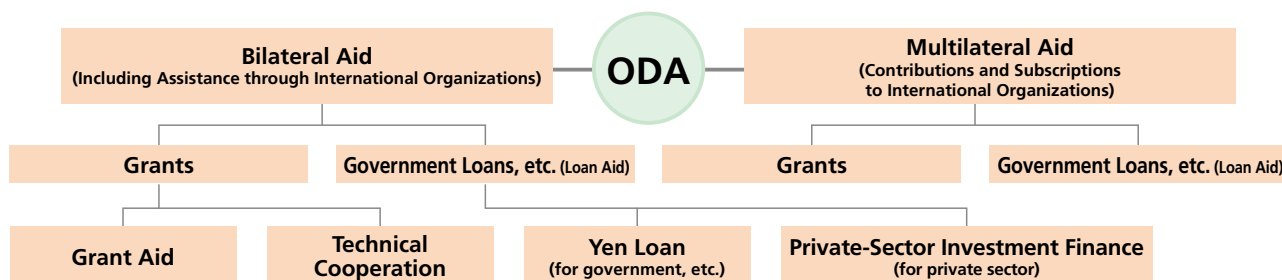 Bilateral Aid
(Including Assistance through International Organizations)
ODA
Multilateral Aid
(Contributions and Subscriptions
to International Organizations)
Grants
Government Loans, etc. (Loan Aid)
Grants
Government Loans, etc. (Loan Aid)
Grant Aid
Technical
Cooperation
Yen Loan
(for government, etc.)
Private-Sector Investment Finance
(for private sector)